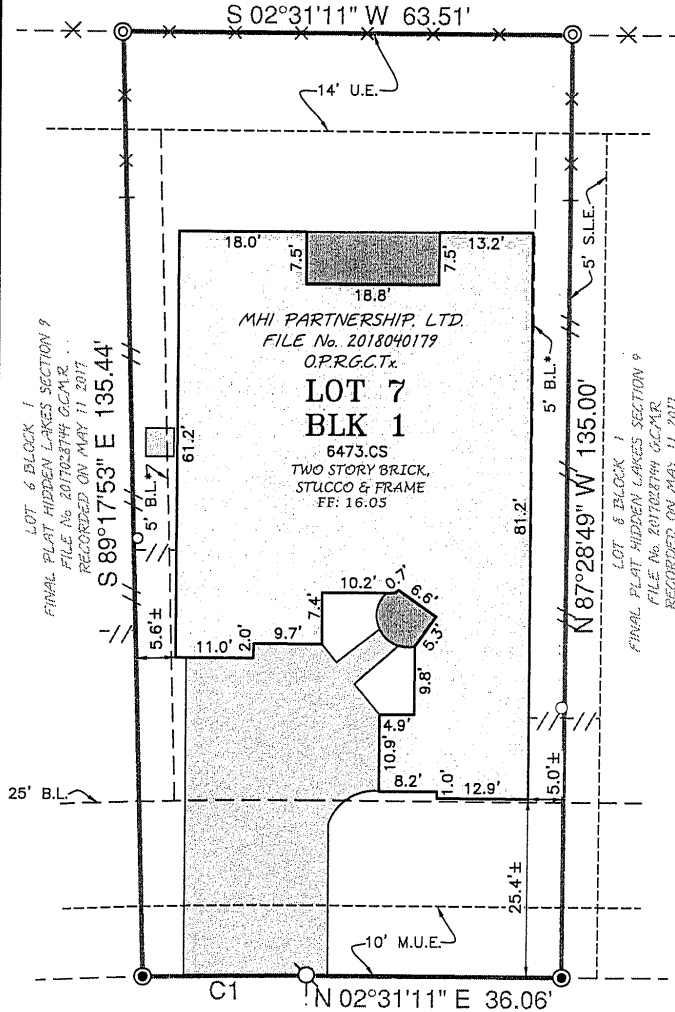 S 02°31'11" W 63.51'
14' U.E.
5' S.L.E.
18.0'
7.5'
18.8'
7.5'
13.2'
MHI PARTNERSHIP, LTD.
FILE No. 2018040179
O.P.R.G.C.Tx.
LOT 7
BLK 1
6473.CS
TWO STORY BRICK,
STUCCO & FRAME
FF: 16.05
5' B.L.*
LOT 6 BLOCK 1
FINAL PLAT HIDDEN LAKES SECTION 9
FILE No 2017028744 G.C.M.R.
RECORDED ON MAY 11 2017
S 89°17'53" E 135.44'
61.2'
5' B.L.*
81.2'
N 87°28'49" W 135.00'
LOT 8 BLOCK 1
FINAL PLAT HIDDEN LAKES SECTION 9
FILE No. 2017028744 G.C.M.R
RECORDED ON MAY 11 2017
10.2'
0.7'
6.6'
7.4'
5.3'
5.6'±
11.0'
2.0'
9.7'
9.8'
4.9'
10.9'
8.2'
1.0'
12.9'
5.0'±
25' B.L.
25.4'±
10' M.U.E.
C1
N 02°31'11" E 36.06'